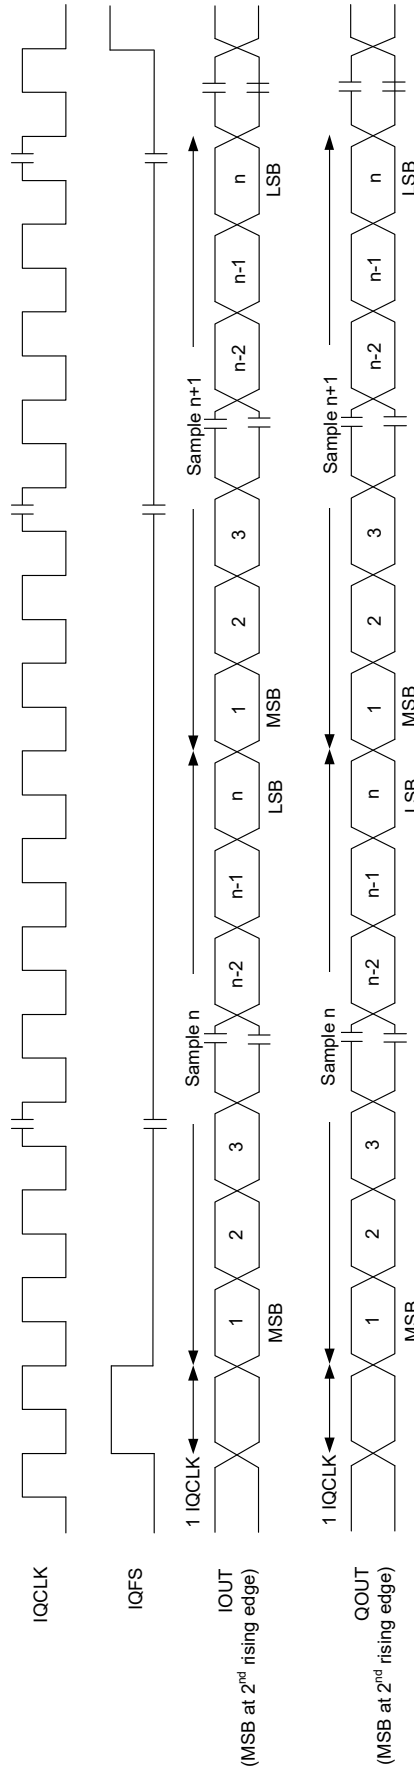 IQCLK
IQFS
1 IQCLK
Sample n
Sample n+1
IOUT
(MSB at 2nd rising edge)
1
2
3
n-2
n-1
n
1
2
3
n-2
n-1
n
MSB
LSB
MSB
LSB
1 IQCLK
Sample n
Sample n+1
QOUT
(MSB at 2nd rising edge)
1
2
3
n-2
n-1
n
1
2
3
n-2
n-1
n
MSB
LSB
MSB
LSB